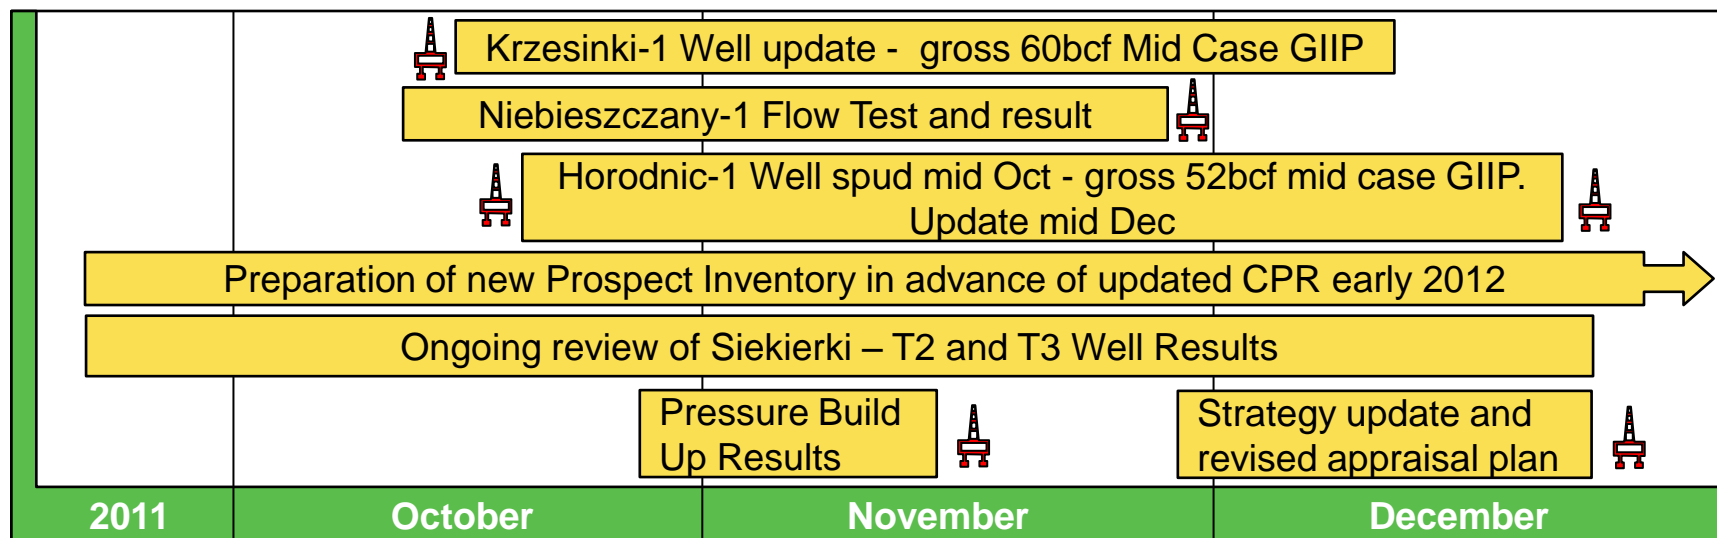 Krzesinki-1 Well update - gross 60bcf Mid Case GIIP
Niebieszczany-1 Flow Test and result
Horodnic-1 Well spud mid Oct - gross 52bcf mid case GIIP.
Update mid Dec
Preparation of new Prospect Inventory in advance of updated CPR early 2012
Ongoing review of Siekierki – T2 and T3 Well Results
Pressure Build
Up Results
Strategy update and
revised appraisal plan
2011
October
November
December